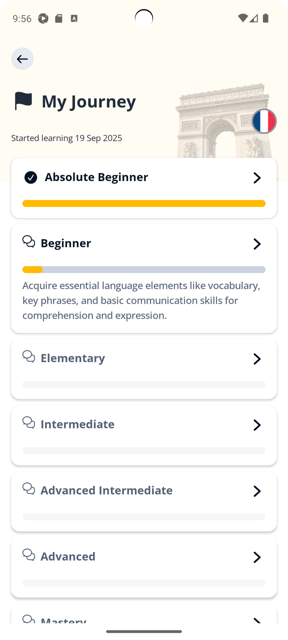 9:56
My Journey
Started learning 19 Sep 2025
Absolute Beginner
Beginner
Acquire essential language elements like vocabulary,
key phrases, and basic communication skills for
comprehension and expression.
Elementary
Intermediate
Advanced Intermediate
Advanced
Mastery